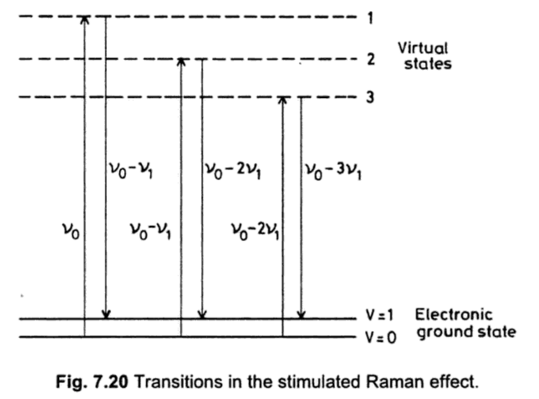 1
2 Virtual states
3
ν₀-ν₁ ν₀-2ν₁ ν₀-3ν₁
ν₀ ν₀-ν₁ ν₀-2ν₁
V=1 Electronic
V=0 ground state
Fig. 7.20 Transitions in the stimulated Raman effect.